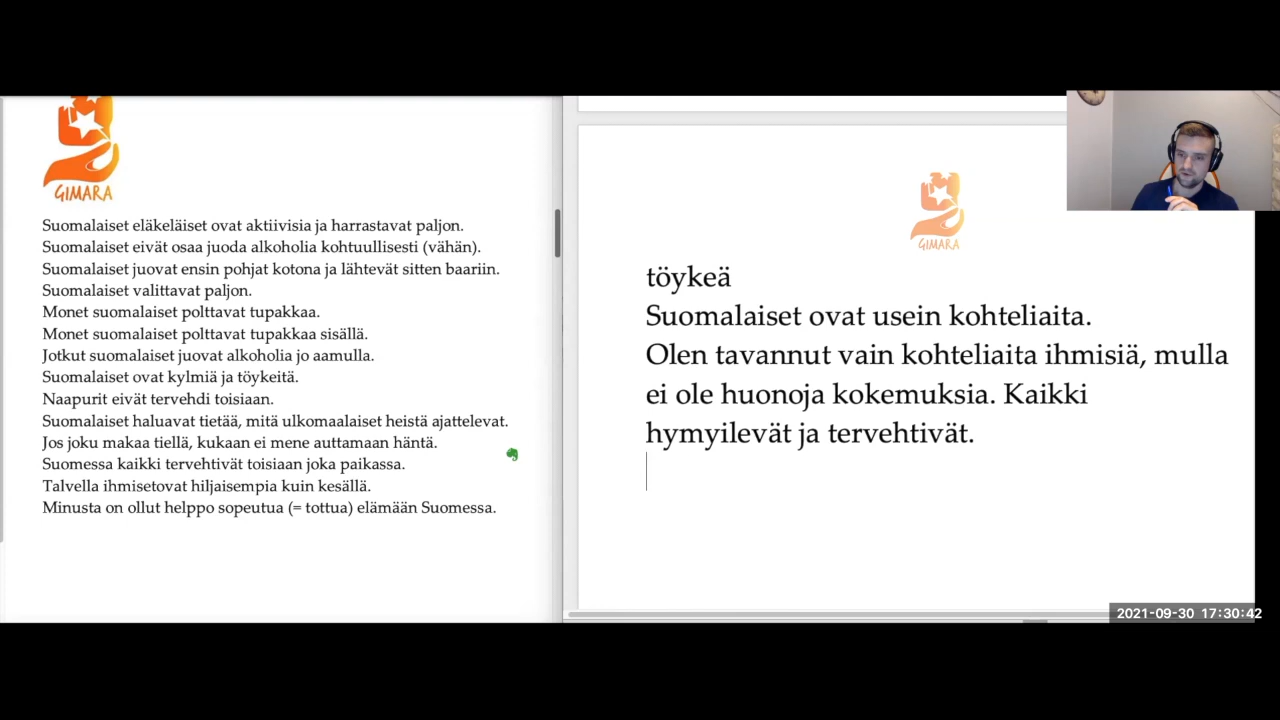 GIMARA
Suomalaiset eläkeläiset ovat aktiivisia ja harrastavat paljon.
Suomalaiset eivät osaa juoda alkoholia kohtuullisesti (vähän).
Suomalaiset juovat ensin pohjat kotona ja lähtevät sitten baariin.
Suomalaiset valittavat paljon.
Monet suomalaiset polttavat tupakkaa.
Monet suomalaiset polttavat tupakkaa sisällä.
Jotkut suomalaiset juovat alkoholia jo aamulla.
Suomalaiset ovat kylmiä ja töykeitä.
Naapurit eivät tervehdi toisiaan.
Suomalaiset haluavat tietää, mitä ulkomaalaiset heistä ajattelevat.
Jos joku makaa tiellä, kukaan ei mene auttamaan häntä.
Suomessa kaikki tervehtivät toisiaan joka paikassa.
Talvella ihmisetovat hiljaisempia kuin kesällä.
Minusta on ollut helppo sopeutua (= tottua) elämään Suomessa.
GIMARA
töykeä
Suomalaiset ovat usein kohteliaita.
Olen tavannut vain kohteliaita ihmisiä, mulla
ei ole huonoja kokemuksia. Kaikki
hymyilevät ja tervehtivät.
2021-09-30 17:30:42